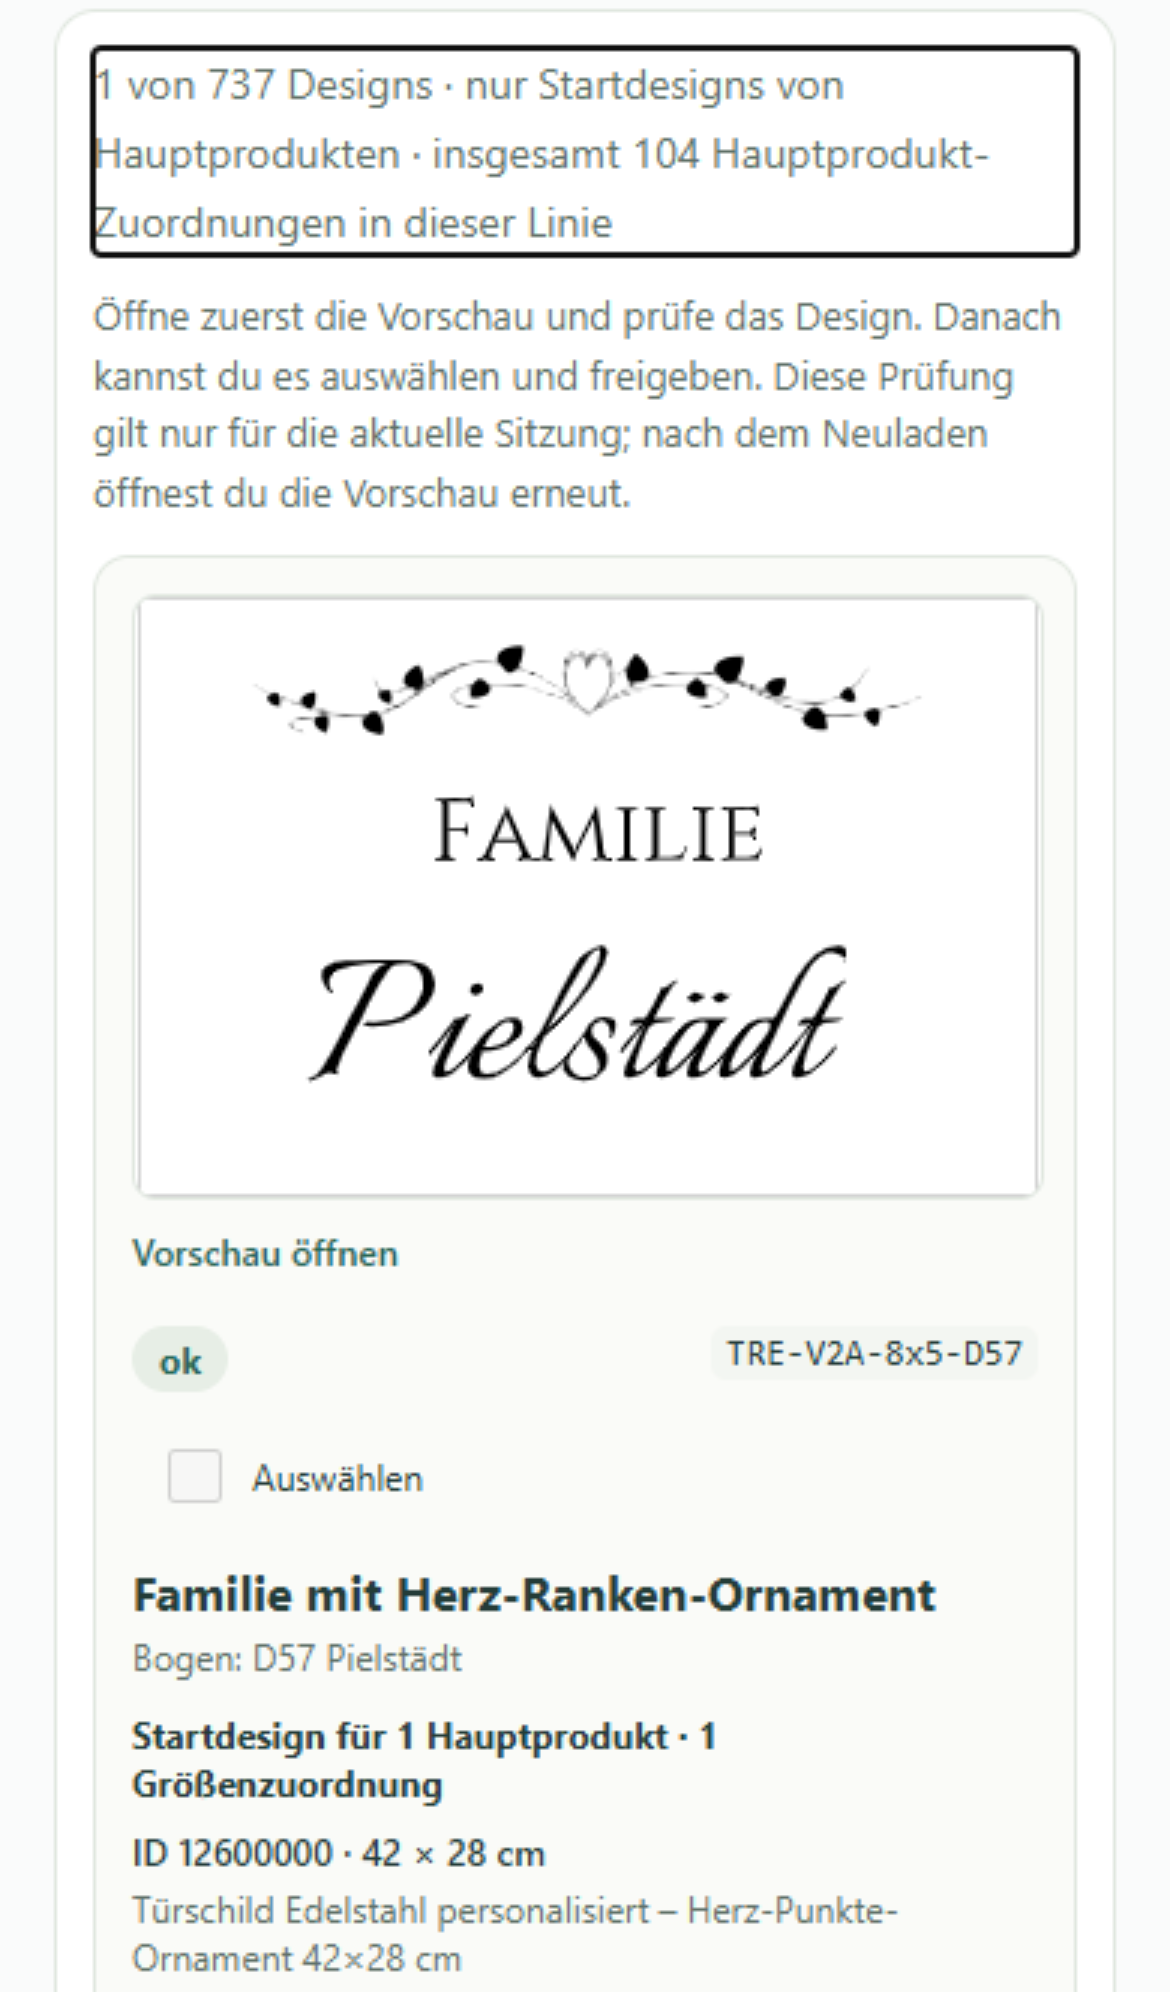 1 von 737 Designs · nur Startdesigns von
Hauptprodukten · insgesamt 104 Hauptprodukt-
Zuordnungen in dieser Linie
Öffne zuerst die Vorschau und prüfe das Design. Danach
kannst du es auswählen und freigeben. Diese Prüfung
gilt nur für die aktuelle Sitzung; nach dem Neuladen
öffnest du die Vorschau erneut.
FAMILIE
Pielstädt
Vorschau öffnen
ok
TRE-V2A-8x5-D57
Auswählen
Familie mit Herz-Ranken-Ornament
Bogen: D57 Pielstädt
Startdesign für 1 Hauptprodukt · 1
Größenzuordnung
ID 12600000 · 42 × 28 cm
Türschild Edelstahl personalisiert – Herz-Punkte-
Ornament 42×28 cm